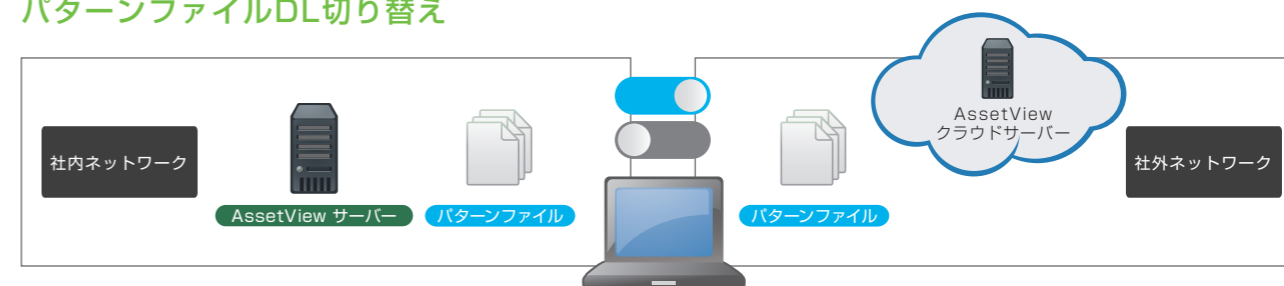 パターンファイルDL切り替え
社内ネットワーク
AssetView サーバー
パターンファイル
パターンファイル
AssetView
クラウドサーバー
社外ネットワーク